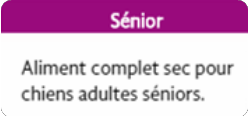 Sénior
Aliment complet sec pour
chiens adultes séniors.